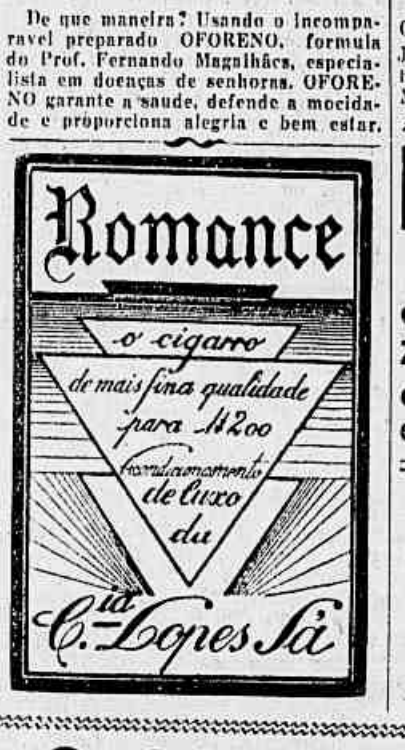 De que maneira? Usando o incompa-
ravel preparado OFORENO, formula
do Prof. Fernando Magalhães, especia-
lista em doenças de senhoras. OFORE-
NO garante a saude, defende a mocida-
de e proporciona alegria e bem estar.
Romance
o cigarro
de mais fina qualidade
para 1$200
Acondicionamento
de luxo
da
C.ia Lopes Sá